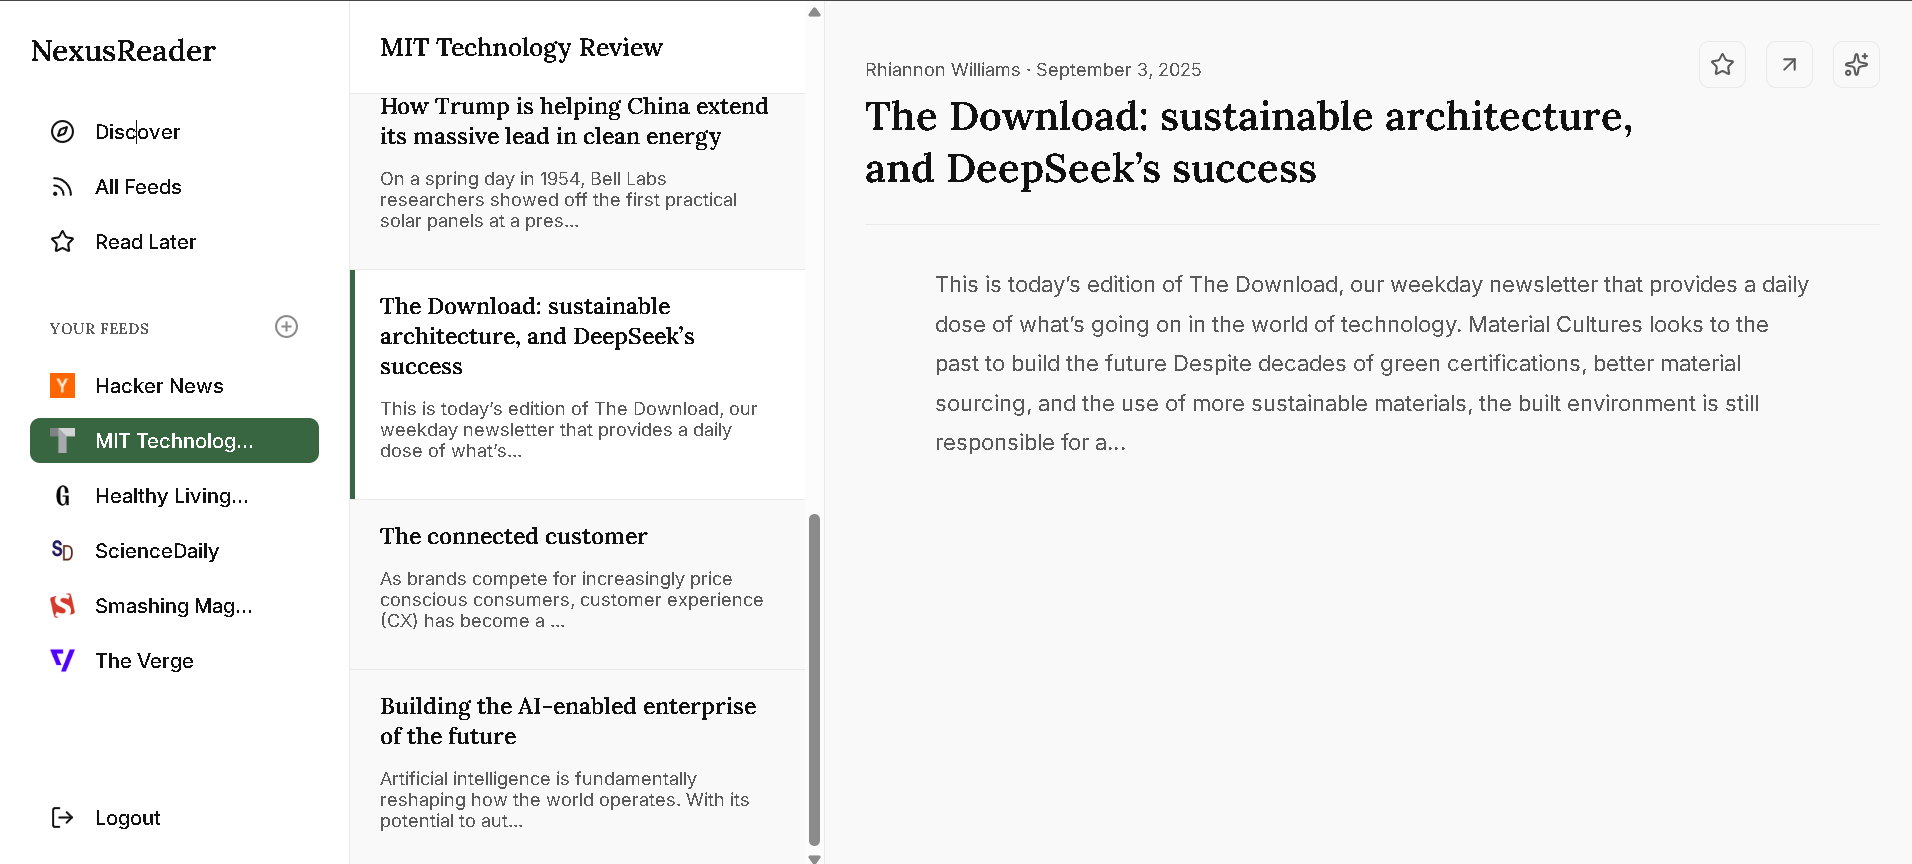 NexusReader
Discover
All Feeds
Read Later
YOUR FEEDS
Hacker News
MIT Technolog...
Healthy Living...
ScienceDaily
Smashing Mag...
The Verge
Logout
MIT Technology Review
How Trump is helping China extend
its massive lead in clean energy
On a spring day in 1954, Bell Labs
researchers showed off the first practical
solar panels at a pres...
The Download: sustainable
architecture, and DeepSeek’s
success
This is today’s edition of The Download, our
weekday newsletter that provides a daily
dose of what’s...
The connected customer
As brands compete for increasingly price
conscious consumers, customer experience
(CX) has become a ...
Building the AI-enabled enterprise
of the future
Artificial intelligence is fundamentally
reshaping how the world operates. With its
potential to aut...
Rhiannon Williams · September 3, 2025
The Download: sustainable architecture,
and DeepSeek’s success
This is today’s edition of The Download, our weekday newsletter that provides a daily
dose of what’s going on in the world of technology. Material Cultures looks to the
past to build the future Despite decades of green certifications, better material
sourcing, and the use of more sustainable materials, the built environment is still
responsible for a...